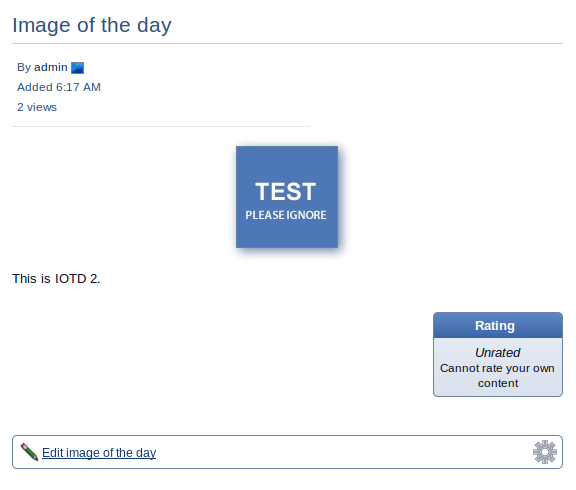 Image of the day
By admin
Added 6:17 AM
2 views
TEST
PLEASE IGNORE
This is IOTD 2.
Rating
Unrated
Cannot rate your own
content
Edit image of the day